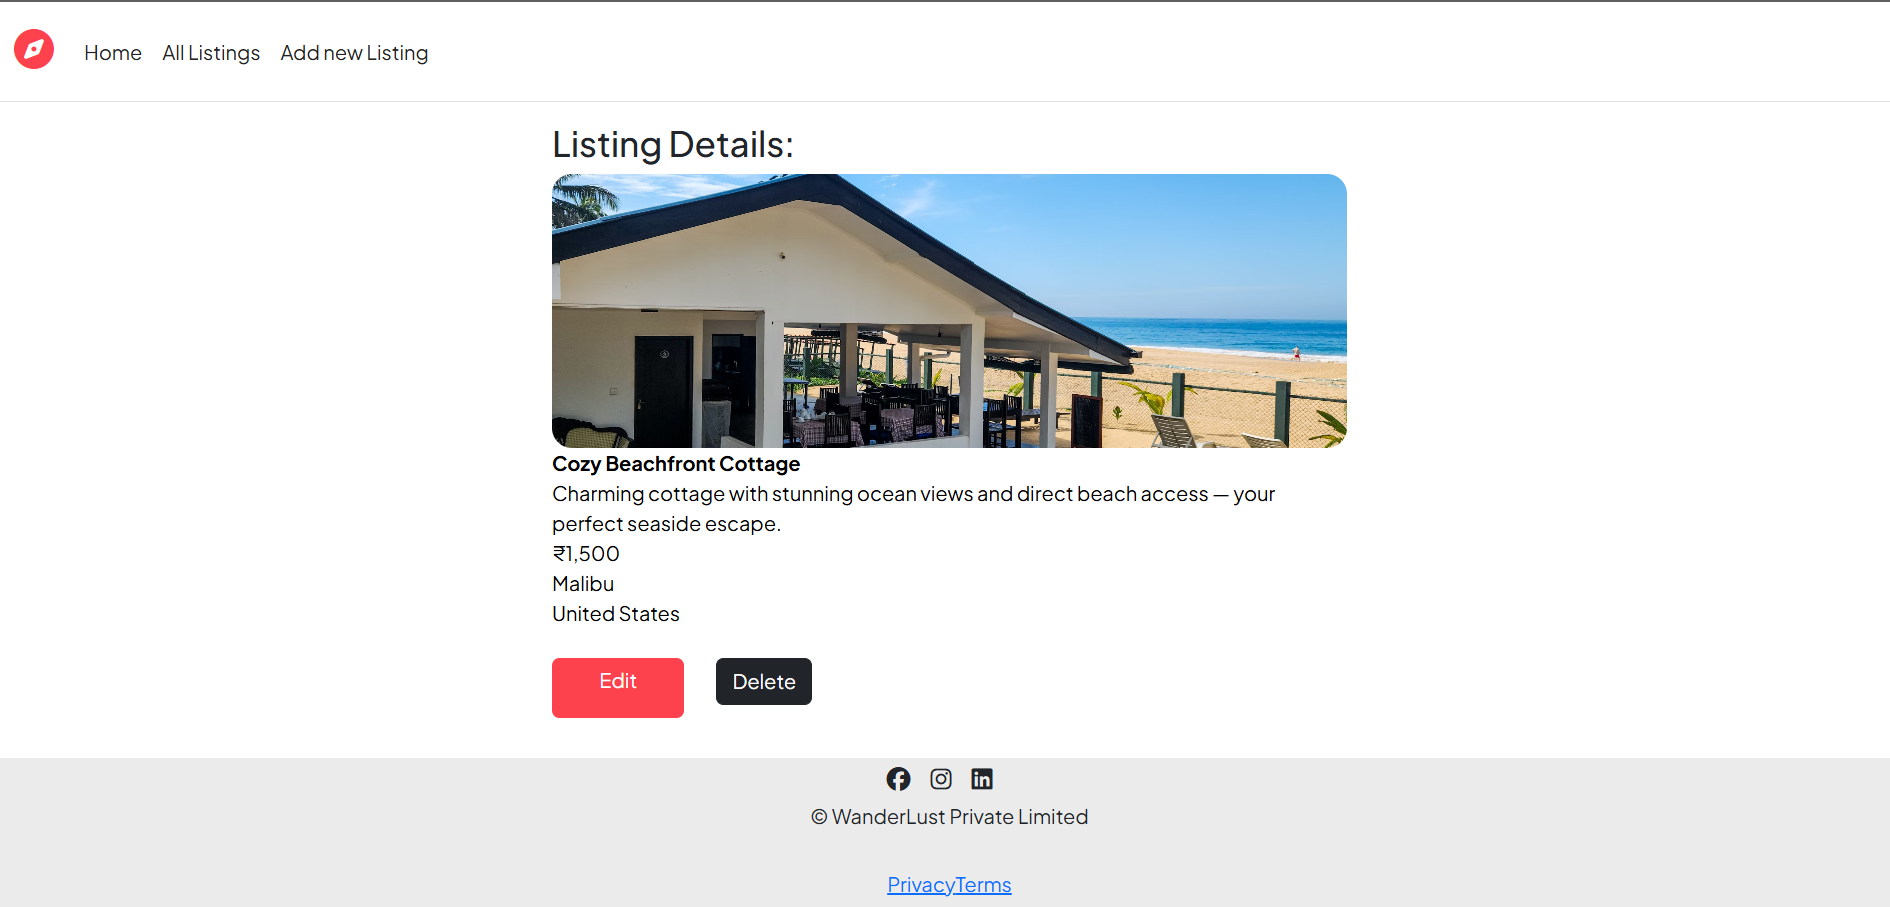 Home All Listings Add new Listing
Listing Details:
Cozy Beachfront Cottage
Charming cottage with stunning ocean views and direct beach access — your
perfect seaside escape.
₹1,500
Malibu
United States
Edit Delete
© WanderLust Private Limited
PrivacyTerms